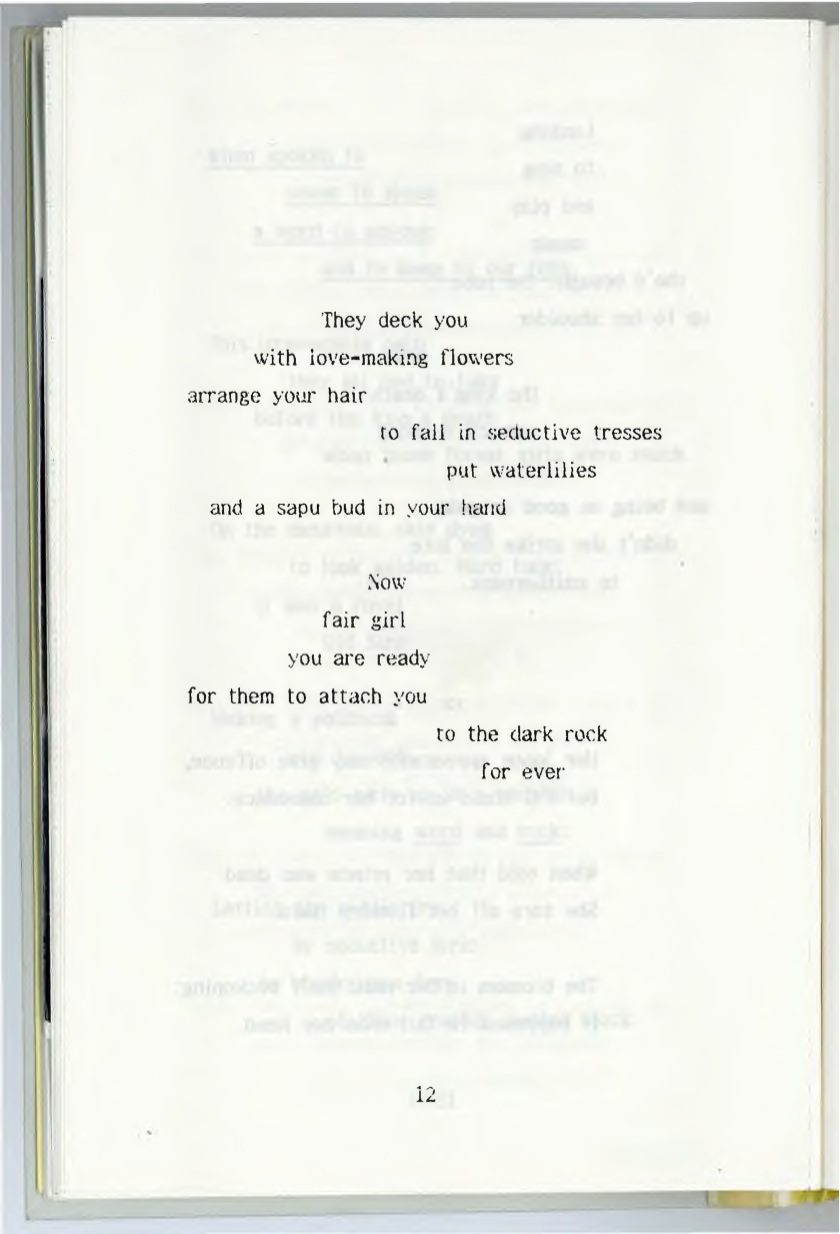 They deck you
with love-making flowers
arrange your hair
to fall in seductive tresses
put waterlilies
and a sapu bud in your hand
Now
fair girl
you are ready
for them to attach you
to the dark rock
for ever
12